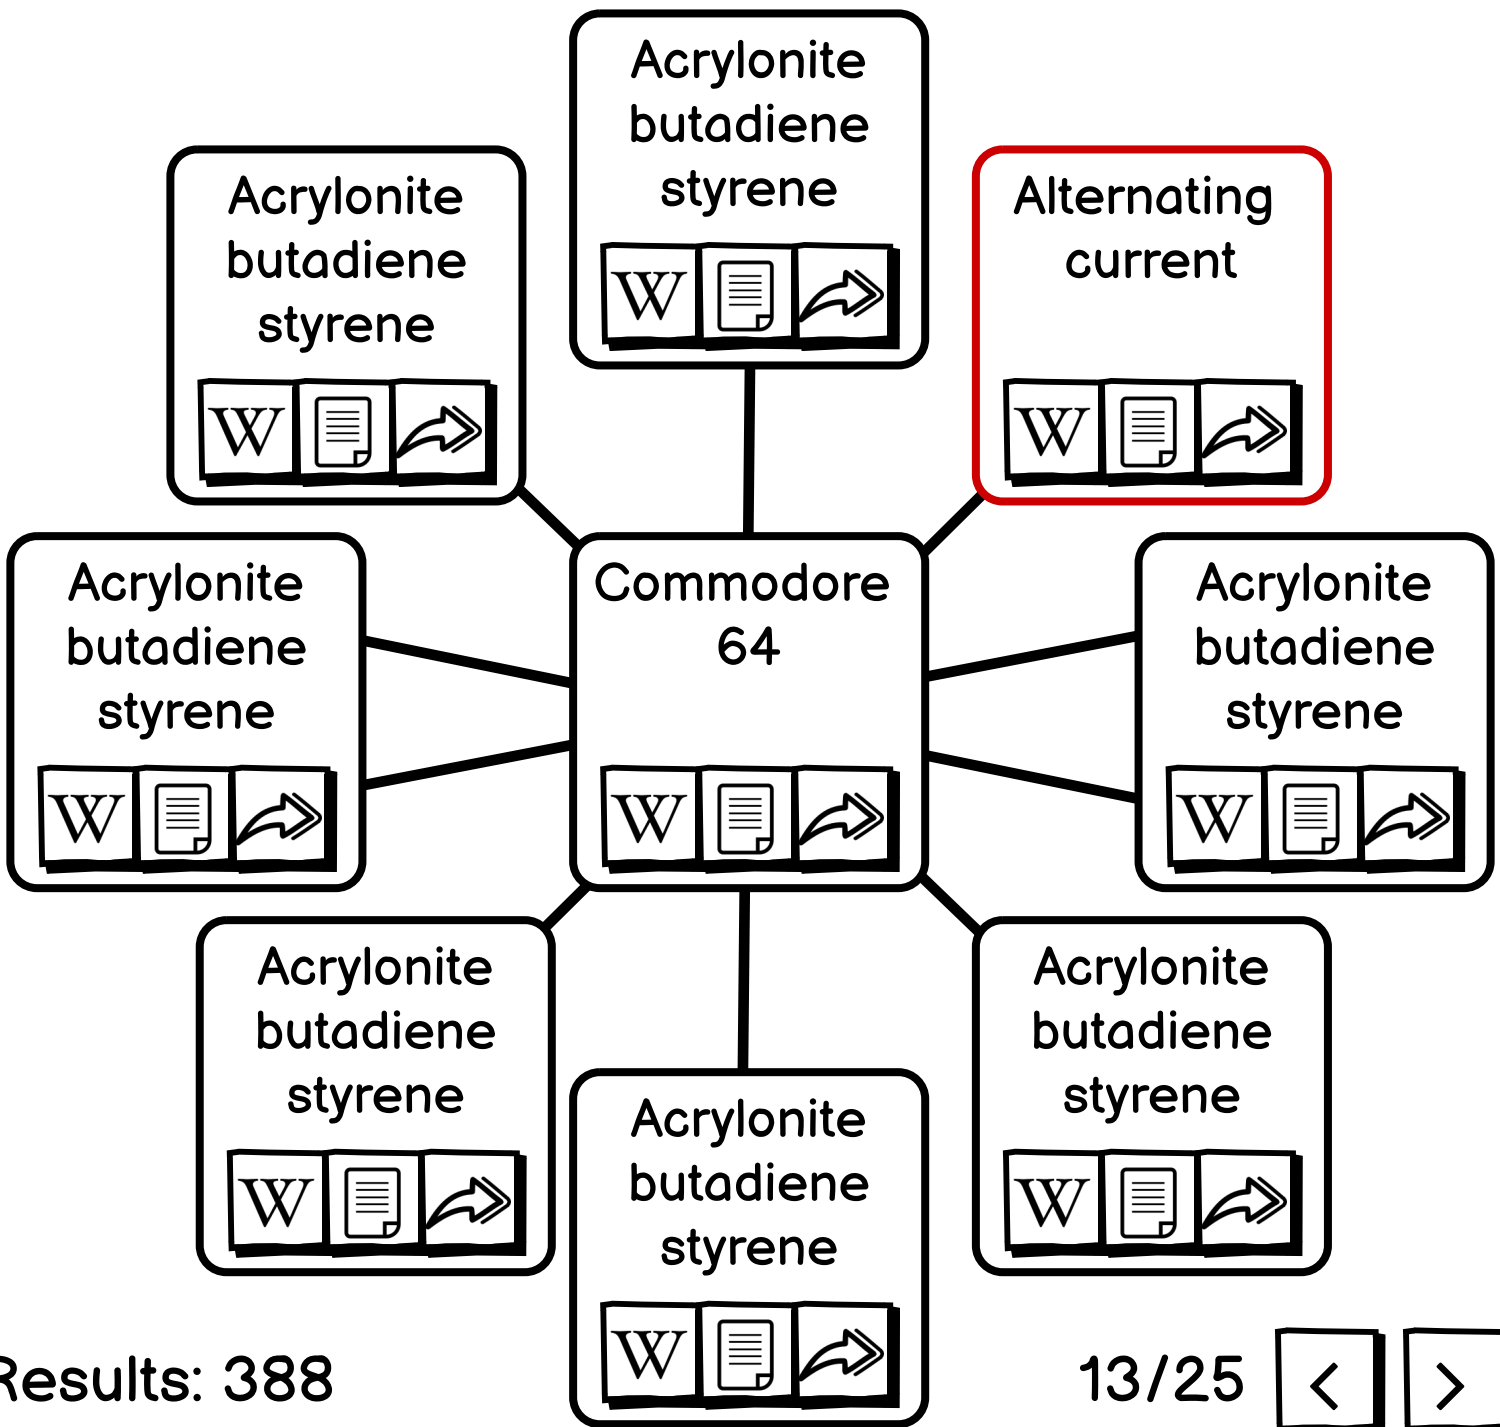 Acrylonite
butadiene
styrene
W
Acrylonite
butadiene
styrene
W
Alternating
current
W
Acrylonite
butadiene
styrene
W
Commodore
64
W
Acrylonite
butadiene
styrene
W
Acrylonite
butadiene
styrene
W
Acrylonite
butadiene
styrene
W
Acrylonite
butadiene
styrene
W
Results: 388
13/25 < >